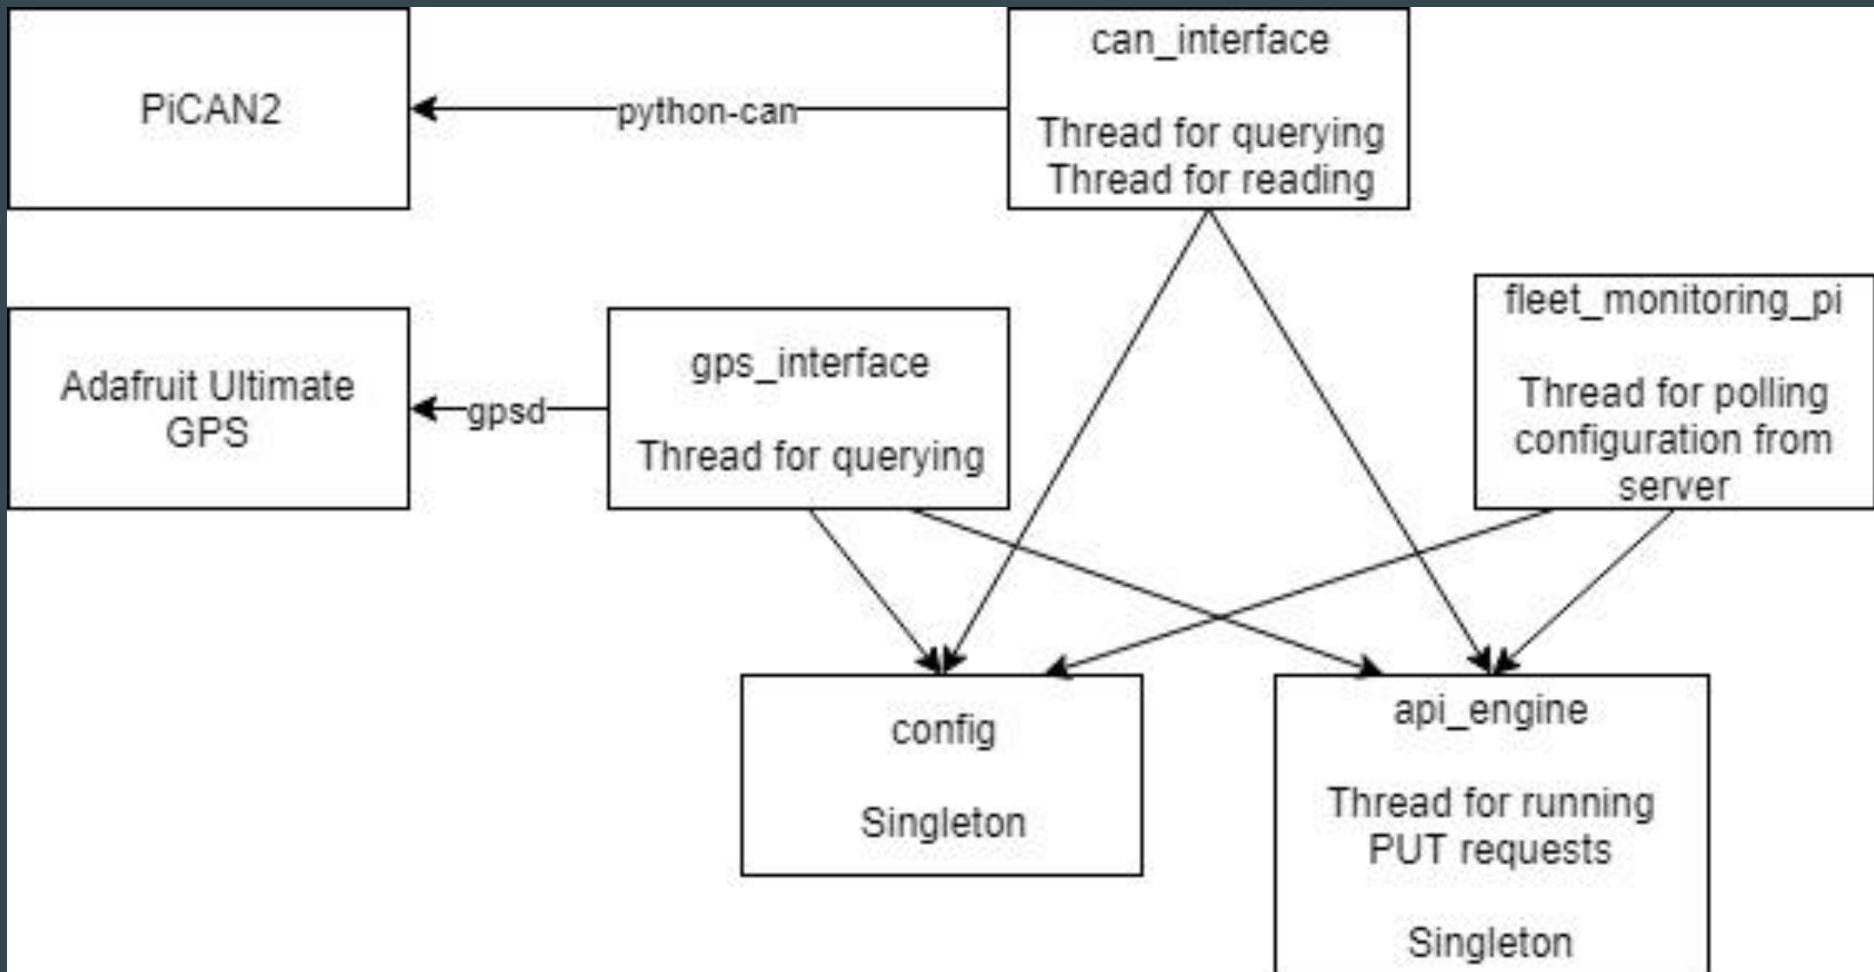 PiCAN2
python-can
can_interface
Thread for querying
Thread for reading
Adafruit Ultimate
GPS
gpsd
gps_interface
Thread for querying
fleet_monitoring_pi
Thread for polling
configuration from
server
config
Singleton
api_engine
Thread for running
PUT requests
Singleton